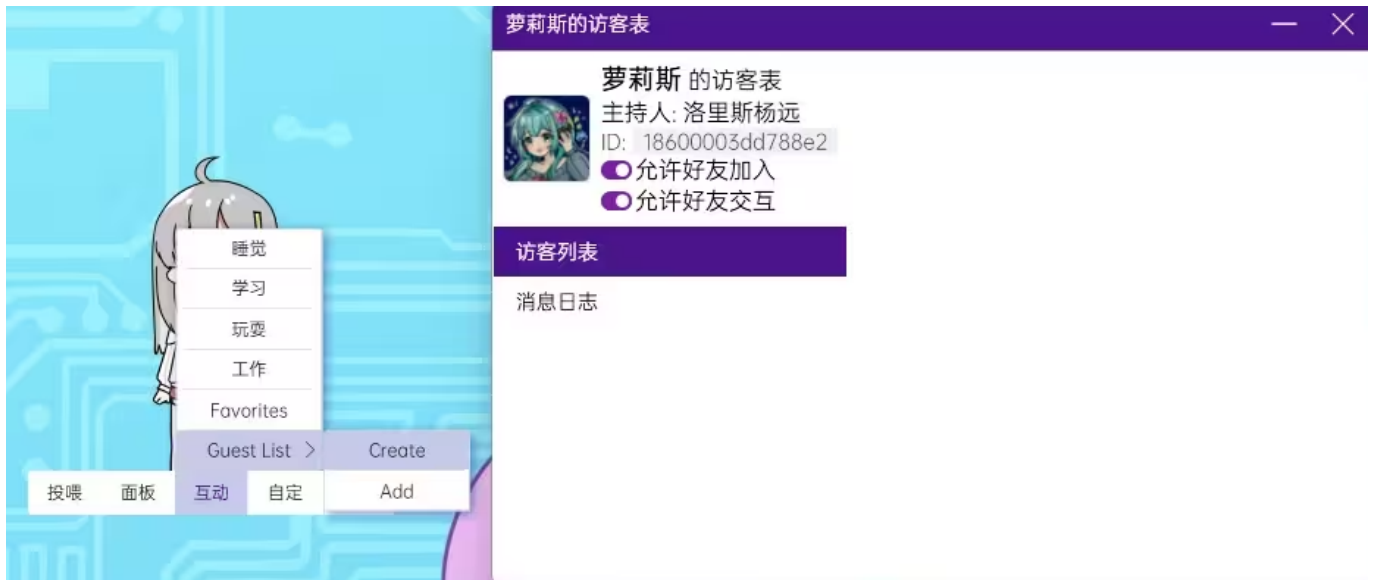 萝莉斯的访客表
萝莉斯 的访客表
主持人: 洛里斯杨远
ID: 18600003dd788e2
允许好友加入
允许好友交互
访客列表
消息日志
睡觉
学习
玩耍
工作
Favorites
Guest List
Create
Add
投喂
面板
互动
自定